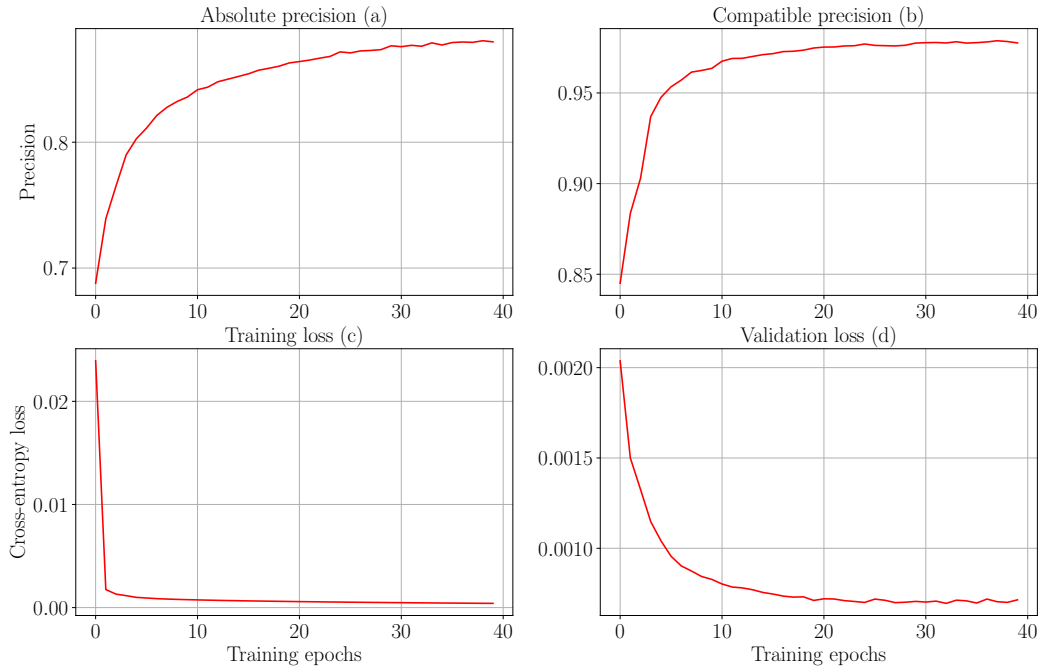 Absolute precision (a)
Precision
0.8
0.7
0 10 20 30 40
Compatible precision (b)
0.95
0.90
0.85
0 10 20 30 40
Training loss (c)
Cross-entropy loss
0.02
0.01
0.00
0 10 20 30 40
Training epochs
Validation loss (d)
0.0020
0.0015
0.0010
0 10 20 30 40
Training epochs